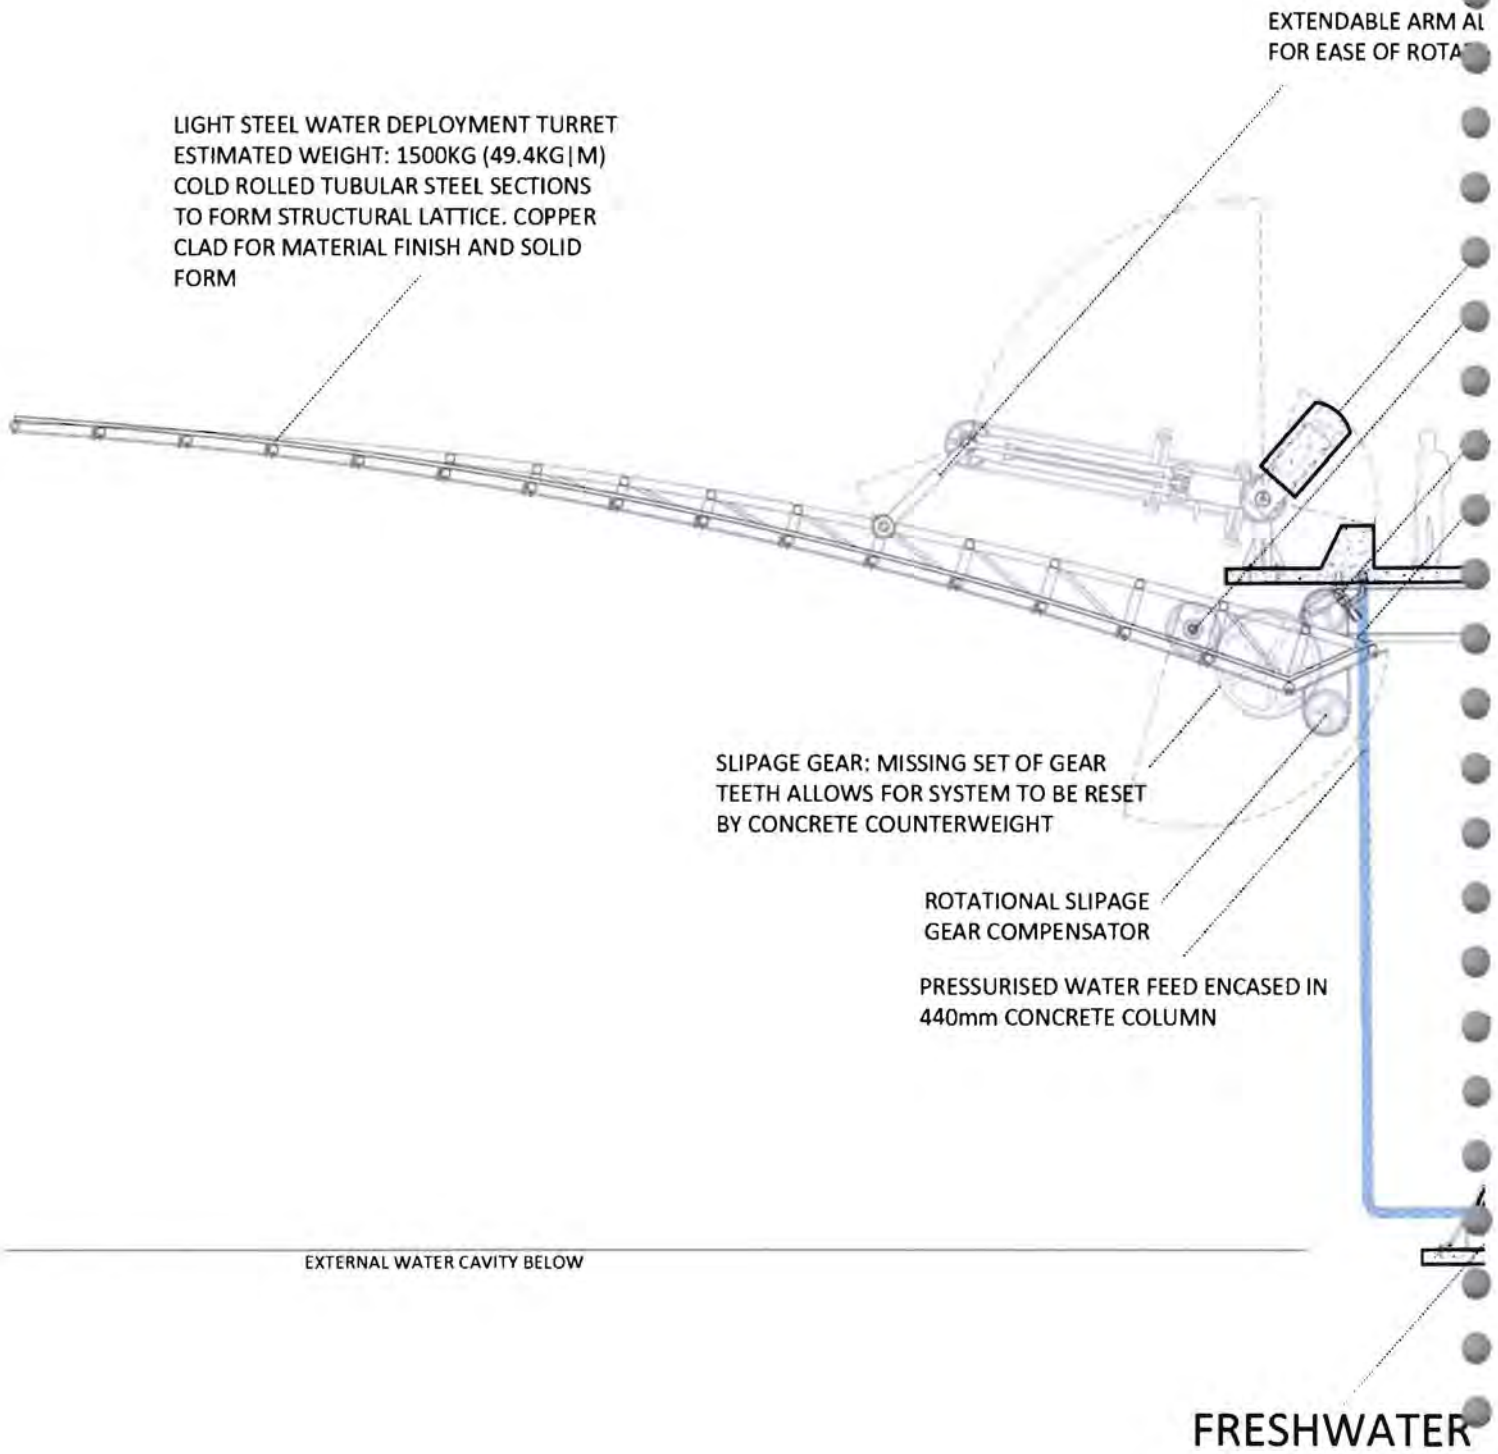 EXTENDABLE ARM
FOR EASE OF
LIGHT STEEL WATER DEPLOYMENT TURRET
ESTIMATED WEIGHT: 1500KG (49.4KG|M)
COLD ROLLED TUBULAR STEEL SECTIONS
TO FORM STRUCTURAL LATTICE. COPPER
CLAD FOR MATERIAL FINISH AND SOLID
FORM
SLIPAGE GEAR: MISSING SET OF GEAR
TEETH ALLOWS FOR SYSTEM TO BE RESET
BY CONCRETE COUNTERWEIGHT
ROTATIONAL SLIPAGE
GEAR COMPENSATOR
PRESSURISED WATER FEED ENCASED IN
440mm CONCRETE COLUMN
EXTERNAL WATER CAVITY BELOW
FRESHWATER